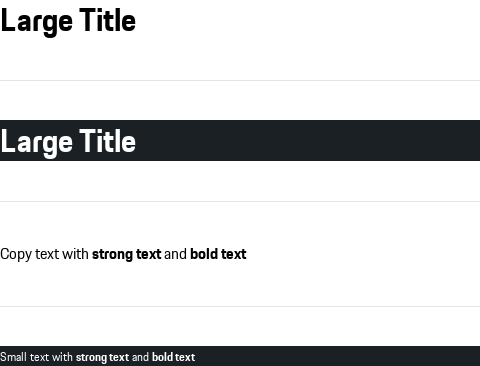 Large Title
Large Title
Copy text with strong text and bold text
Small text with strong text and bold text